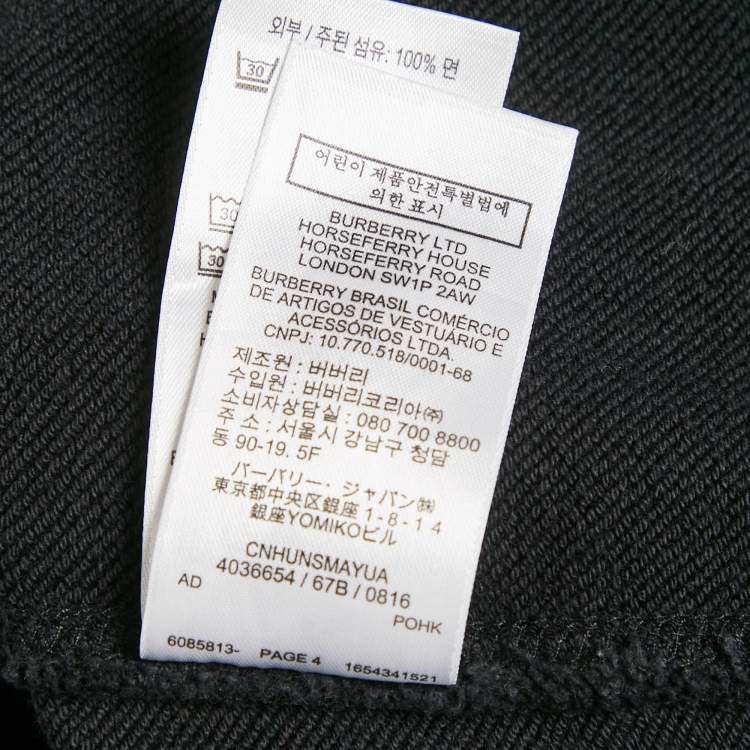 외부 / 주된 섬유: 100% 면
30
30
30
어린이 제품안전특별법에
의한 표시
BURBERRY LTD
HORSEFERRY HOUSE
HORSEFERRY ROAD
LONDON SW1P 2AW
BURBERRY BRASIL COMÉRCIO
DE ARTIGOS DE VESTUÁRIO E
ACESSÓRIOS LTDA.
CNPJ: 10.770.518/0001-68
제조원 : 버버리
수입원 : 버버리코리아㈜
소비자상담실 : 080 700 8800
주 소 : 서울시 강남구 청담
동 90-19. 5F
バーバリー・ジャパン㈱
東京都中央区銀座1-8-14
銀座YOMIKOビル
CNHUNSMAYUA
4036654 / 67B / 0816
AD
POHK
6085813- PAGE 4 1654341521